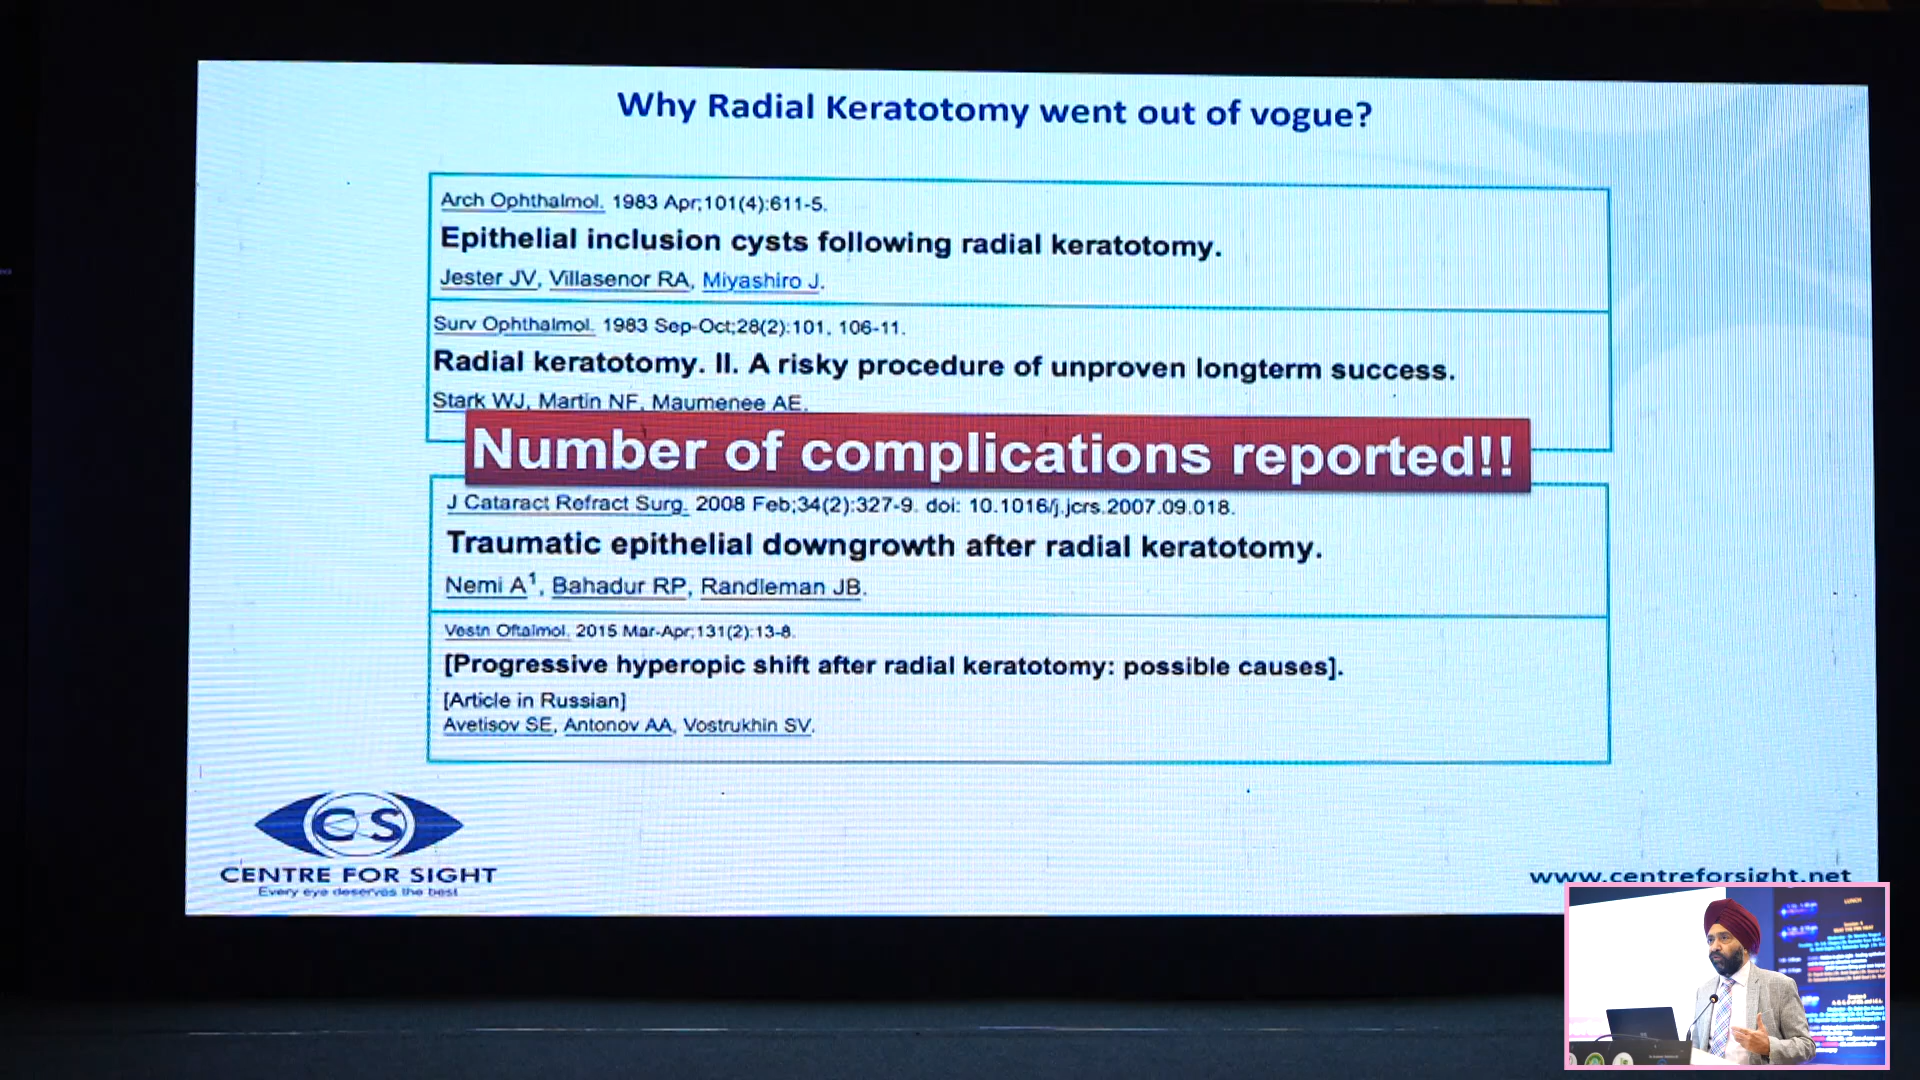 Why Radial Keratotomy went out of vogue?
Arch Ophthalmol. 1983 Apr;101(4):611-5.
Epithelial inclusion cysts following radial keratotomy.
Jester JV, Villasenor RA, Miyashiro J.
Surv Ophthalmol. 1983 Sep-Oct;28(2):101, 106-11.
Radial keratotomy. II. A risky procedure of unproven longterm success.
Stark WJ, Martin NF, Maumenee AE.
Number of complications reported!!
J Cataract Refract Surg. 2008 Feb;34(2):327-9. doi: 10.1016/j.jcrs.2007.09.018.
Traumatic epithelial downgrowth after radial keratotomy.
Nemi A1, Bahadur RP, Randleman JB.
Vestn Oftalmol. 2015 Mar-Apr;131(2):13-8.
[Progressive hyperopic shift after radial keratotomy: possible causes].
[Article in Russian]
Avetisov SE, Antonov AA, Vostrukhin SV.
CS
CENTRE FOR SIGHT
Every eye deserves the best
www.centreforsight.net
LUNCH